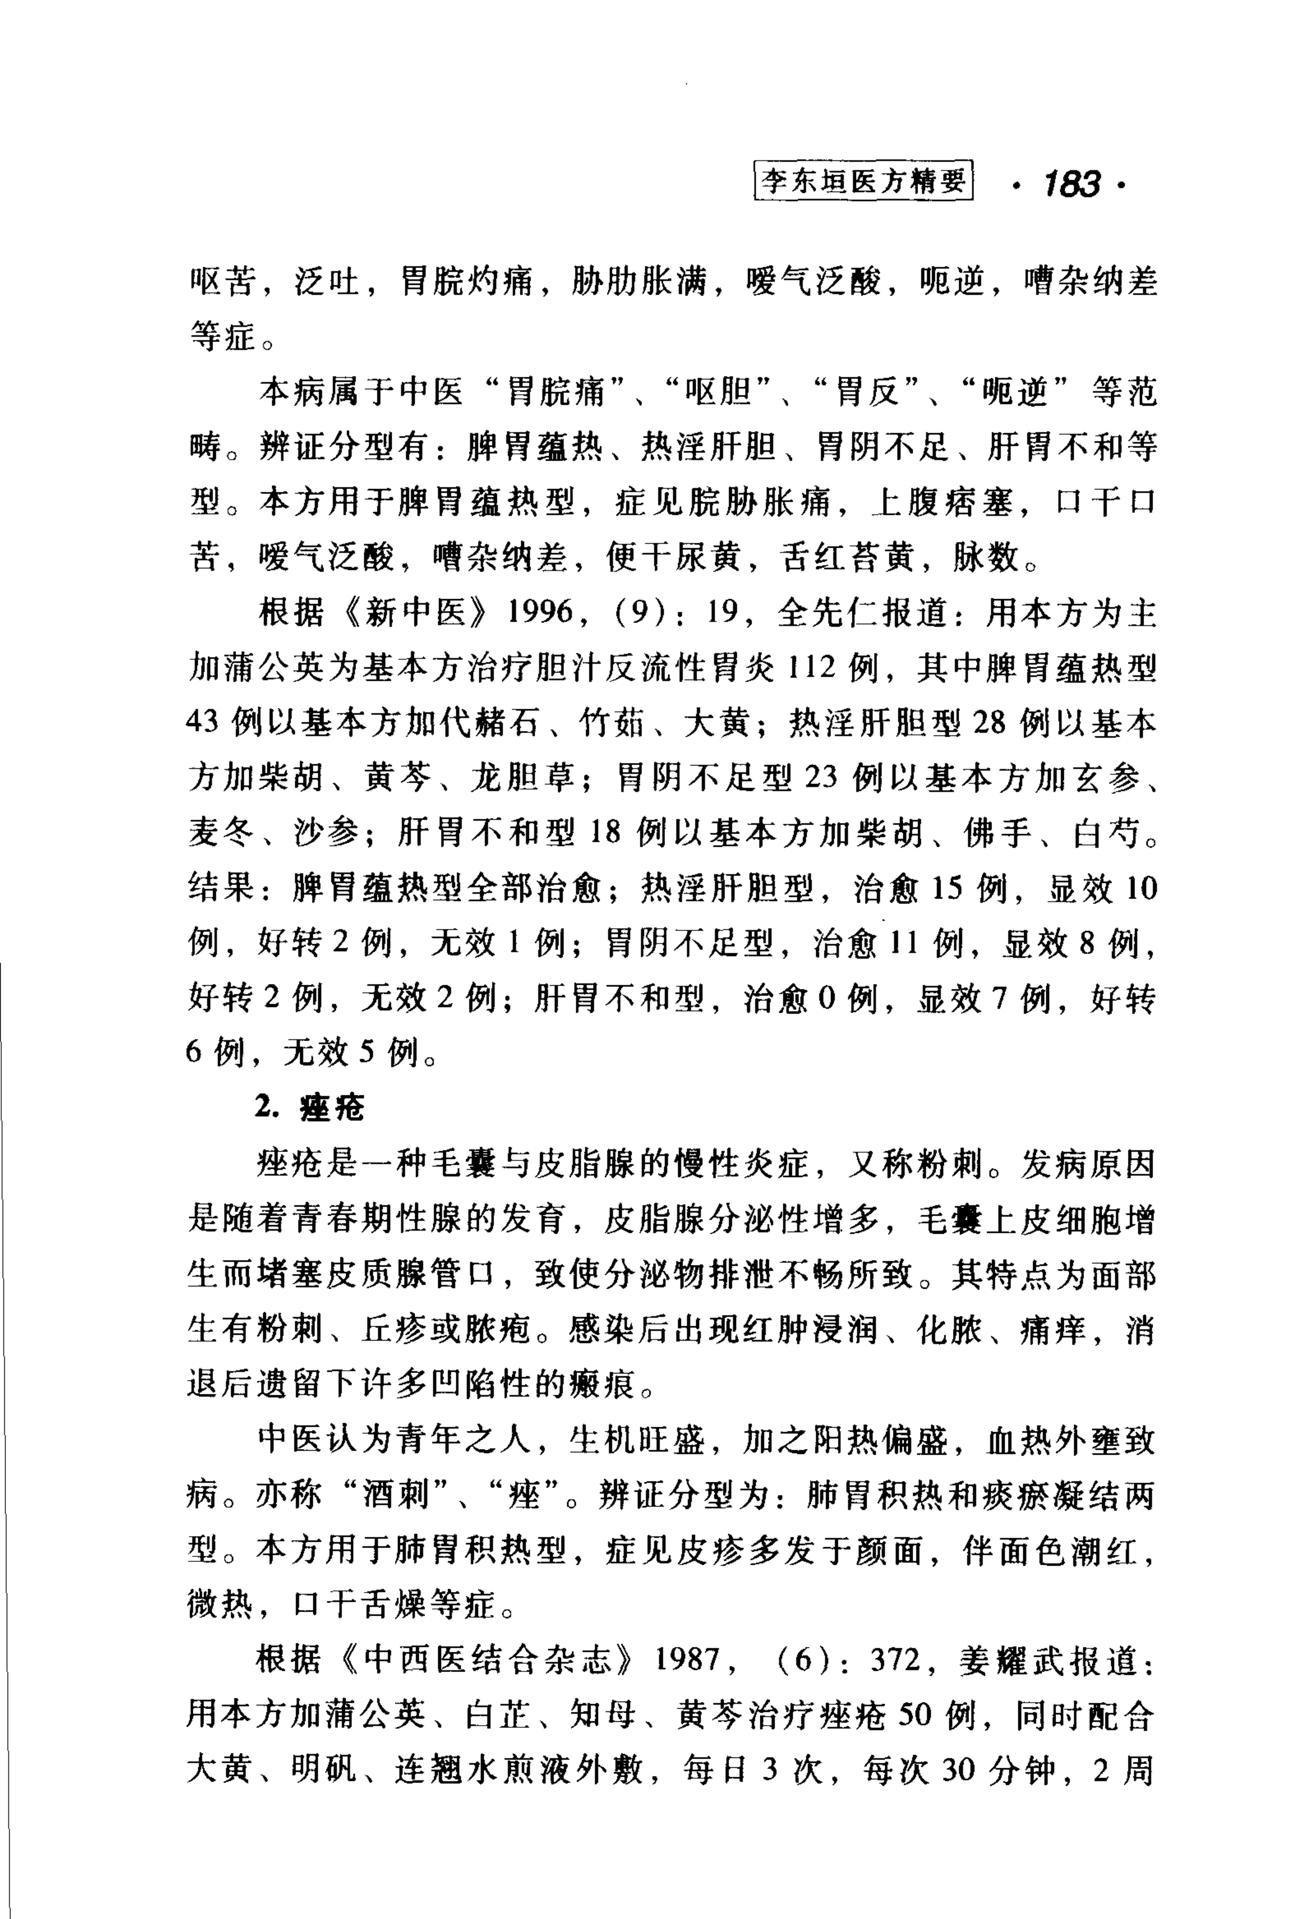 李东垣医方精要 · 183 ·
呕苦，泛吐，胃脘灼痛，胁肋胀满，嗳气泛酸，呃逆，嘈杂纳差
等症。
本病属于中医“胃脘痛”、“呕胆”、“胃反”、“呃逆”等范
畴。辨证分型有：脾胃蕴热、热淫肝胆、胃阴不足、肝胃不和等
型。本方用于脾胃蕴热型，症见脘胁胀痛，上腹痞塞，口干口
苦，嗳气泛酸，嘈杂纳差，便干尿黄，舌红苔黄，脉数。
根据《新中医》1996，(9)：19，全先仁报道：用本方为主
加蒲公英为基本方治疗胆汁反流性胃炎 112 例，其中脾胃蕴热型
43 例以基本方加代赭石、竹茹、大黄；热淫肝胆型 28 例以基本
方加柴胡、黄芩、龙胆草；胃阴不足型 23 例以基本方加玄参、
麦冬、沙参；肝胃不和型 18 例以基本方加柴胡、佛手、白芍。
结果：脾胃蕴热型全部治愈；热淫肝胆型，治愈 15 例，显效 10
例，好转 2 例，无效 1 例；胃阴不足型，治愈 11 例，显效 8 例，
好转 2 例，无效 2 例；肝胃不和型，治愈 0 例，显效 7 例，好转
6 例，无效 5 例。
2. 痤疮
痤疮是一种毛囊与皮脂腺的慢性炎症，又称粉刺。发病原因
是随着青春期性腺的发育，皮脂腺分泌性增多，毛囊上皮细胞增
生而堵塞皮质腺管口，致使分泌物排泄不畅所致。其特点为面部
生有粉刺、丘疹或脓疱。感染后出现红肿浸润、化脓、痛痒，消
退后遗留下许多凹陷性的瘢痕。
中医认为青年之人，生机旺盛，加之阳热偏盛，血热外壅致
病。亦称“酒刺”、“痤”。辨证分型为：肺胃积热和痰瘀凝结两
型。本方用于肺胃积热型，症见皮疹多发于颜面，伴面色潮红，
微热，口干舌燥等症。
根据《中西医结合杂志》1987，(6)：372，姜耀武报道：
用本方加蒲公英、白芷、知母、黄芩治疗痤疮 50 例，同时配合
大黄、明矾、连翘水煎液外敷，每日 3 次，每次 30 分钟，2 周